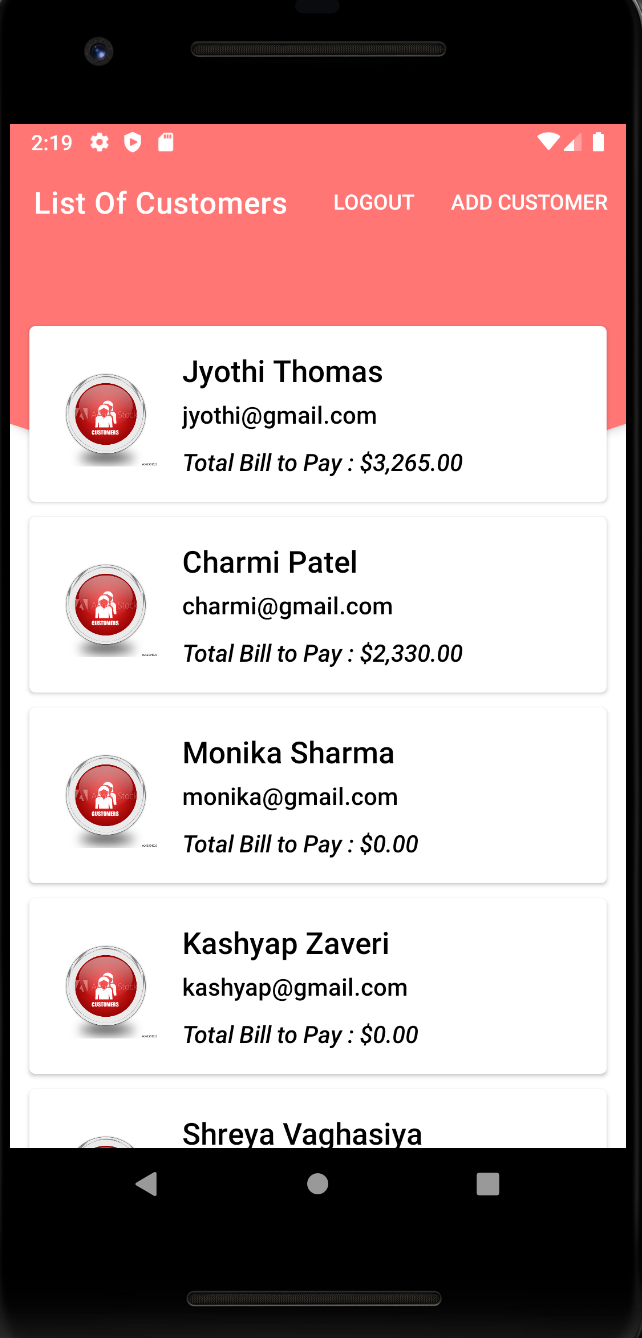 2:19
List Of Customers LOGOUT ADD CUSTOMER
CUSTOMERS
Jyothi Thomas
jyothi@gmail.com
Total Bill to Pay : $3,265.00
CUSTOMERS
Charmi Patel
charmi@gmail.com
Total Bill to Pay : $2,330.00
CUSTOMERS
Monika Sharma
monika@gmail.com
Total Bill to Pay : $0.00
CUSTOMERS
Kashyap Zaveri
kashyap@gmail.com
Total Bill to Pay : $0.00
Shreya Vaghasiya